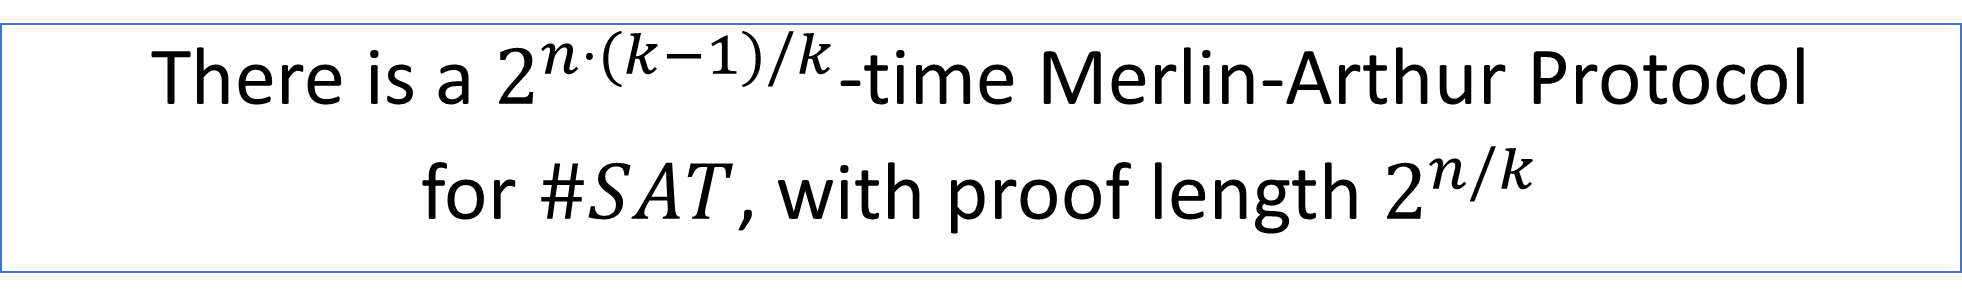 There is a 2^{n·(k−1)/k}-time Merlin-Arthur Protocol
for #SAT, with proof length 2^{n/k}